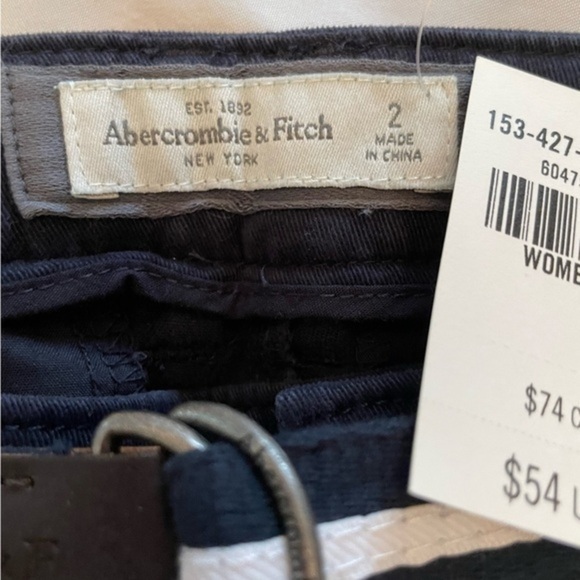 EST. 1892
Abercrombie & Fitch
NEW YORK
2
MADE
IN CHINA
153-427-
6047
WOME
$74 C
$54 U